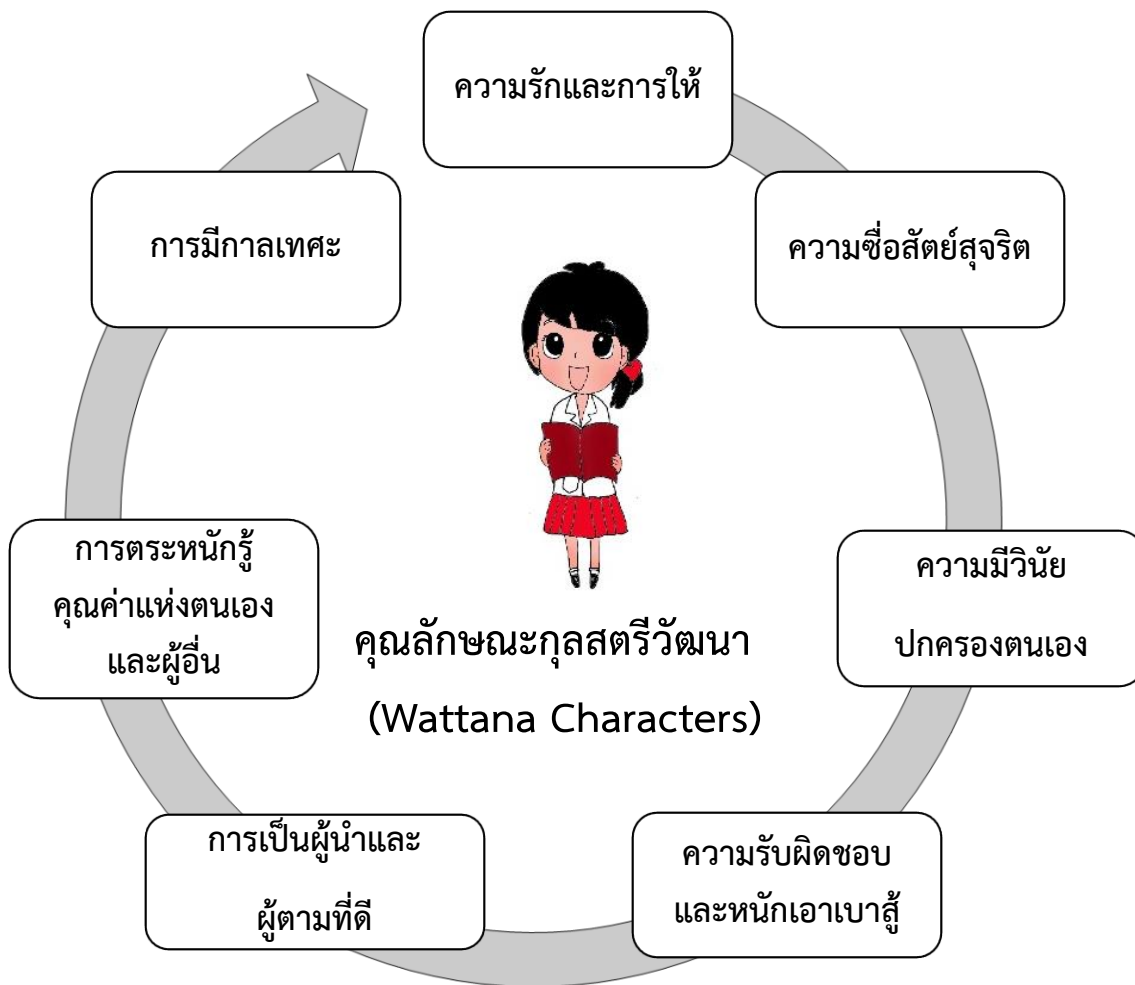 ความรักและการให้
ความซื่อสัตย์สุจริต
ความมีวินัย
ปกครองตนเอง
ความรับผิดชอบ
และหนักเอาเบาสู้
การเป็นผู้นำและ
ผู้ตามที่ดี
การตระหนักรู้
คุณค่าแห่งตนเอง
และผู้อื่น
การมีกาลเทศะ
คุณลักษณะกุลสตรีวัฒนา
(Wattana Characters)